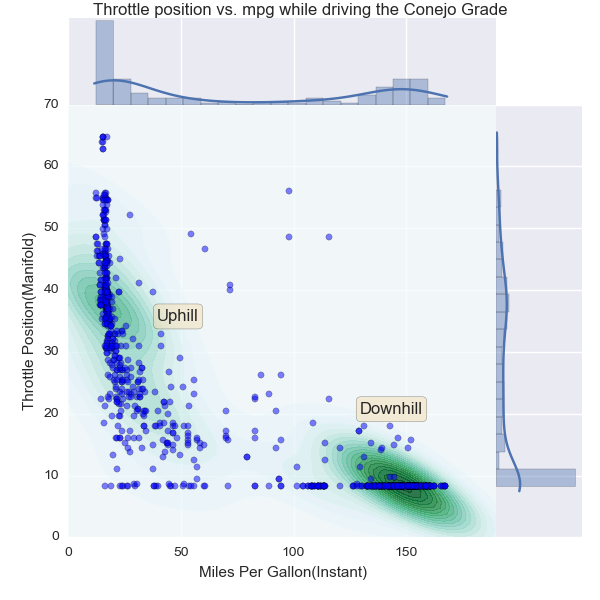 Throttle position vs. mpg while driving the Conejo Grade
70
60
50
40
30
20
10
0
Throttle Position(Manifold)
Uphill
Downhill
0 50 100 150
Miles Per Gallon(Instant)